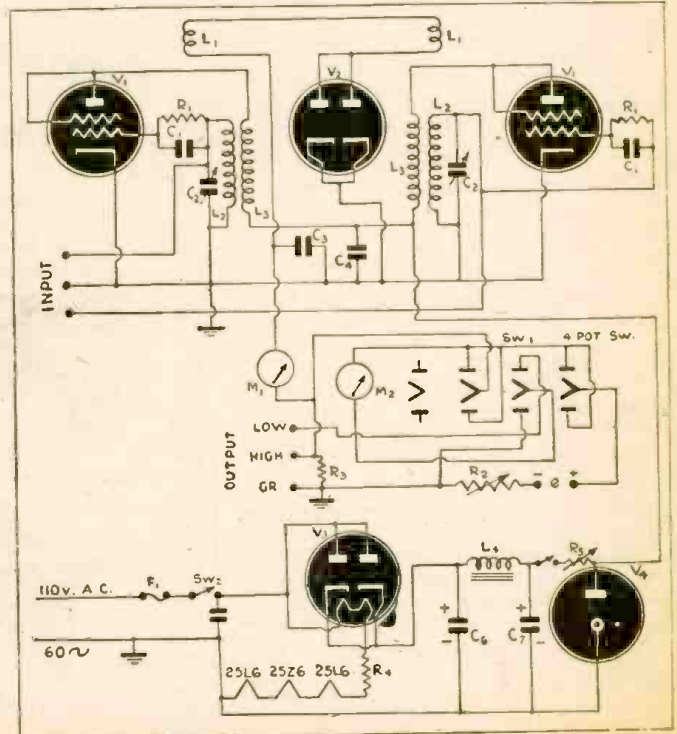 L₁ L₁
V₁ V₂ V₁
R₁ C₁ L₂ R₁ C₁
L₃
C₂ C₂
L₂ L₃
C₃ C₄
INPUT
SW₁ 4 POT SW.
M₁ M₂
LOW
HIGH
GR
OUTPUT
R₃ R₂ - e +
V₃
L₄ R₅ V₄
110V. A.C. F₁ SW₂
+ C₆ - + C₇ -
60~
25L6 25Z6 25L6 R₄